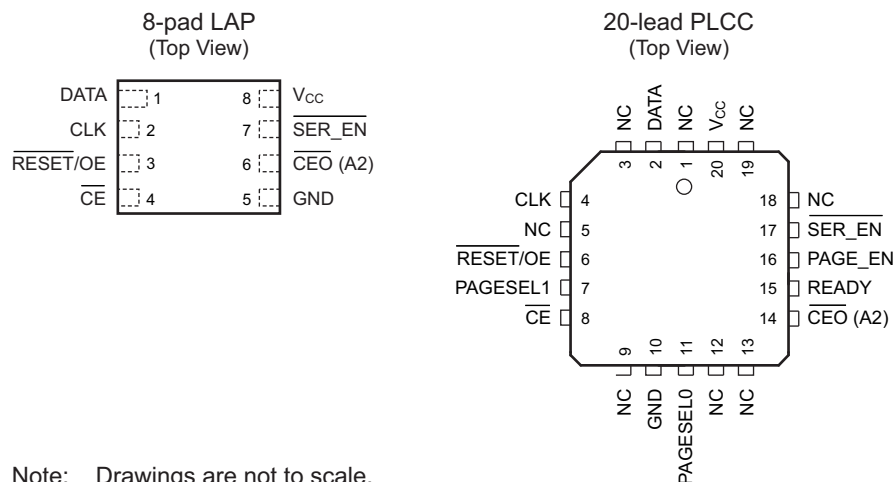 8-pad LAP
(Top View)
DATA 1
CLK 2
RESET/OE 3
CE 4
8 VCC
7 SER_EN
6 CEO (A2)
5 GND
20-lead PLCC
(Top View)
NC 3
DATA 2
NC 1
VCC 20
NC 19
CLK 4
NC 5
RESET/OE 6
PAGESEL1 7
CE 8
18 NC
17 SER_EN
16 PAGE_EN
15 READY
14 CEO (A2)
9 NC
10 GND
11 PAGESEL0
12 NC
13 NC
Note: Drawings are not to scale.